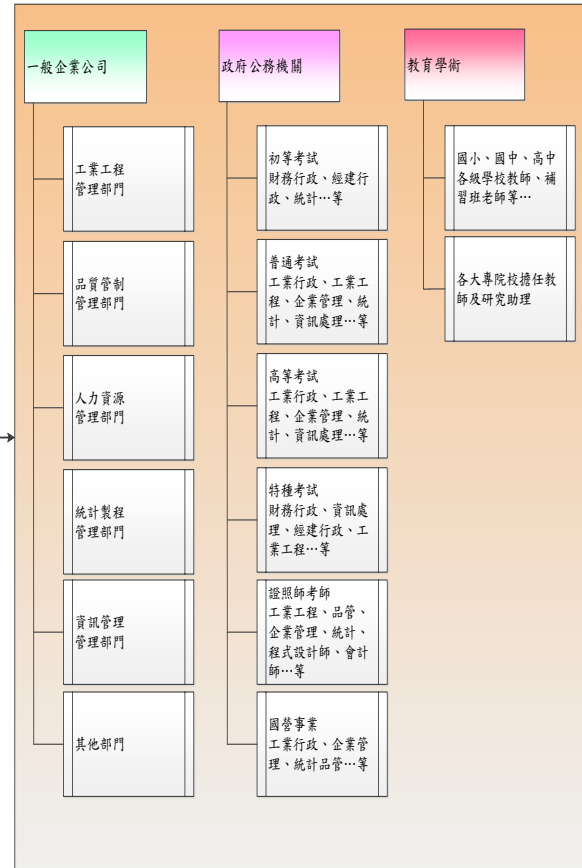 一般企業公司
工業工程
管理部門
品質管制
管理部門
人力資源
管理部門
統計製程
管理部門
資訊管理
管理部門
其他部門
政府公務機關
初等考試
財務行政、經建行
政、統計…等
普通考試
工業行政、工業工
程、企業管理、統
計、資訊處理…等
高等考試
工業行政、工業工
程、企業管理、統
計、資訊處理…等
特種考試
財務行政、資訊處
理、經建行政、工
業工程…等
證照師考師
工業工程、品管、
企業管理、統計、
程式設計師、會計
師…等
國營事業
工業行政、企業管
理、統計品管…等
教育學術
國小、國中、高中
各級學校教師、補
習班老師等…
各大專院校擔任教
師及研究助理